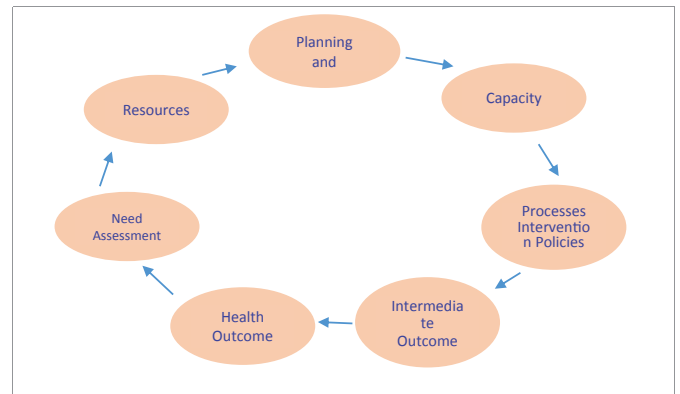 Planning
and
Capacity
Processes
Interventio
n Policies
Intermedia
te
Outcome
Health
Outcome
Need
Assessment
Resources